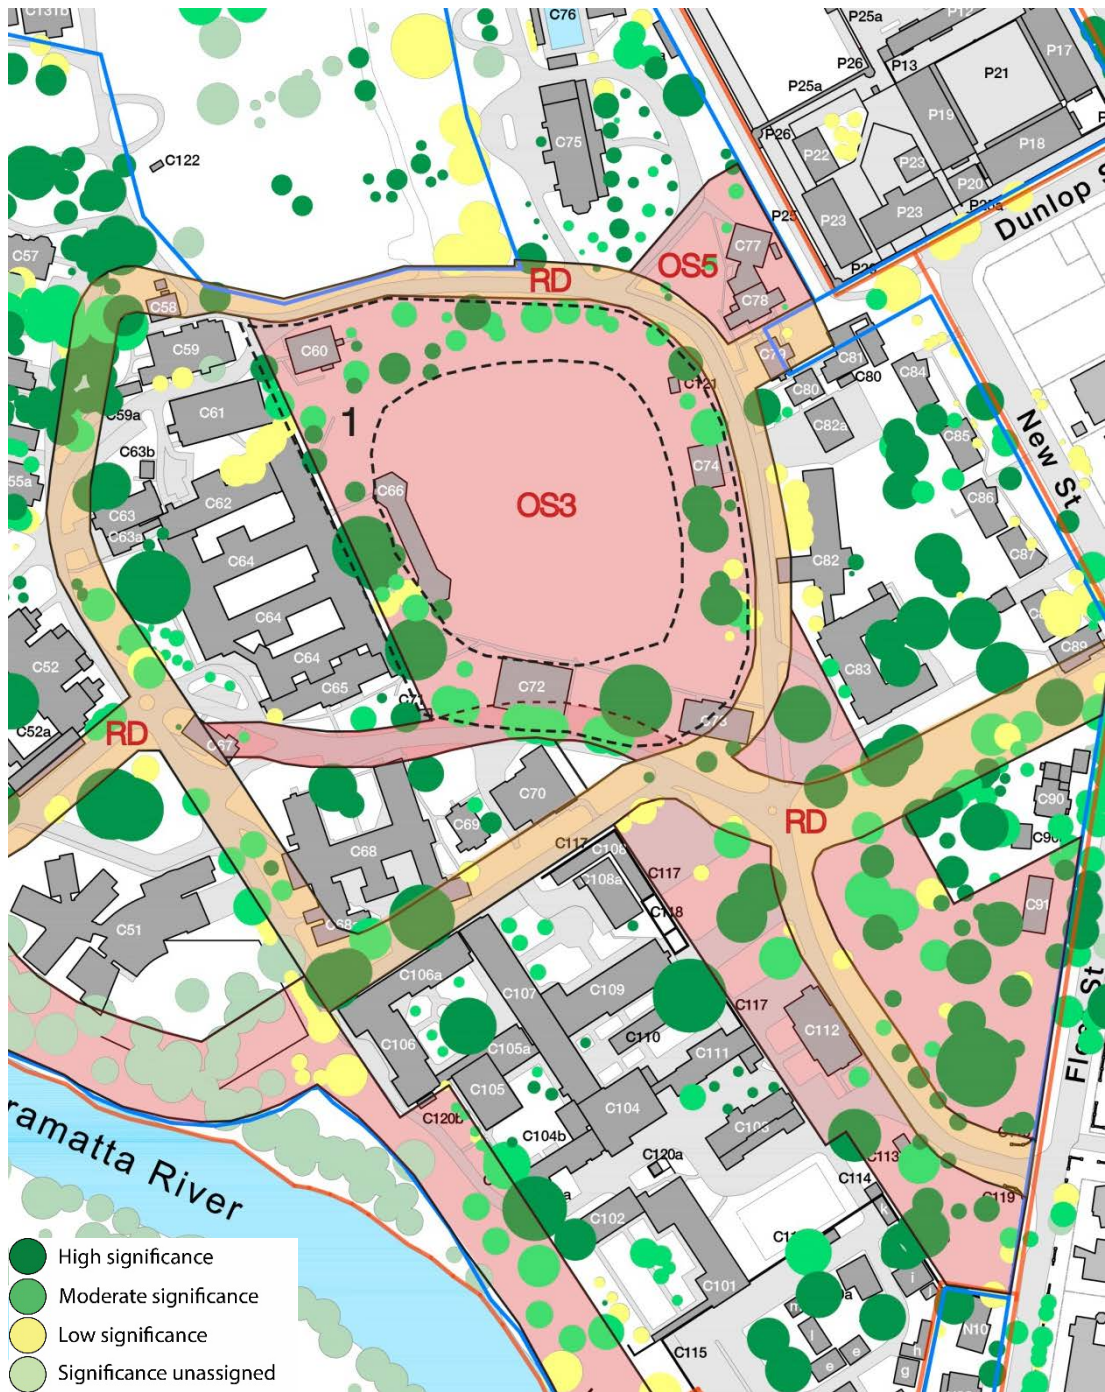 C131B
C76
P25a
P12
P17
P26
P13
P25a
P21
P26
P19
C75
P22
P18
C122
P23
P20
P23
P23
P25
C57
C77
Dunlop S
OS5
RD
C58
C78
C59
C60
C79
C81
C80
C80
C84
C121
C61
C59a
1
C82a
New St
C63b
C85
55a
C74
C66
C62
C63
OS3
C86
C63a
C64
C87
C82
C64
C89
C52
C64
C83
C65
C72
C71
C73
RD
C52a
C67
C70
C90
RD
C69
C68
C117
C108
C108a
C117
C118
C91
C68a
C51
C106a
C107
C109
C117
C112
C106
C105a
C110
C111
C105
C104
C103
C120b
C104b
C113
C120a
C114
C119
ramatta River
C102
k
i
C101
l
e
e
h
g
N10
C115
St
High significance
Moderate significance
Low significance
Significance unassigned